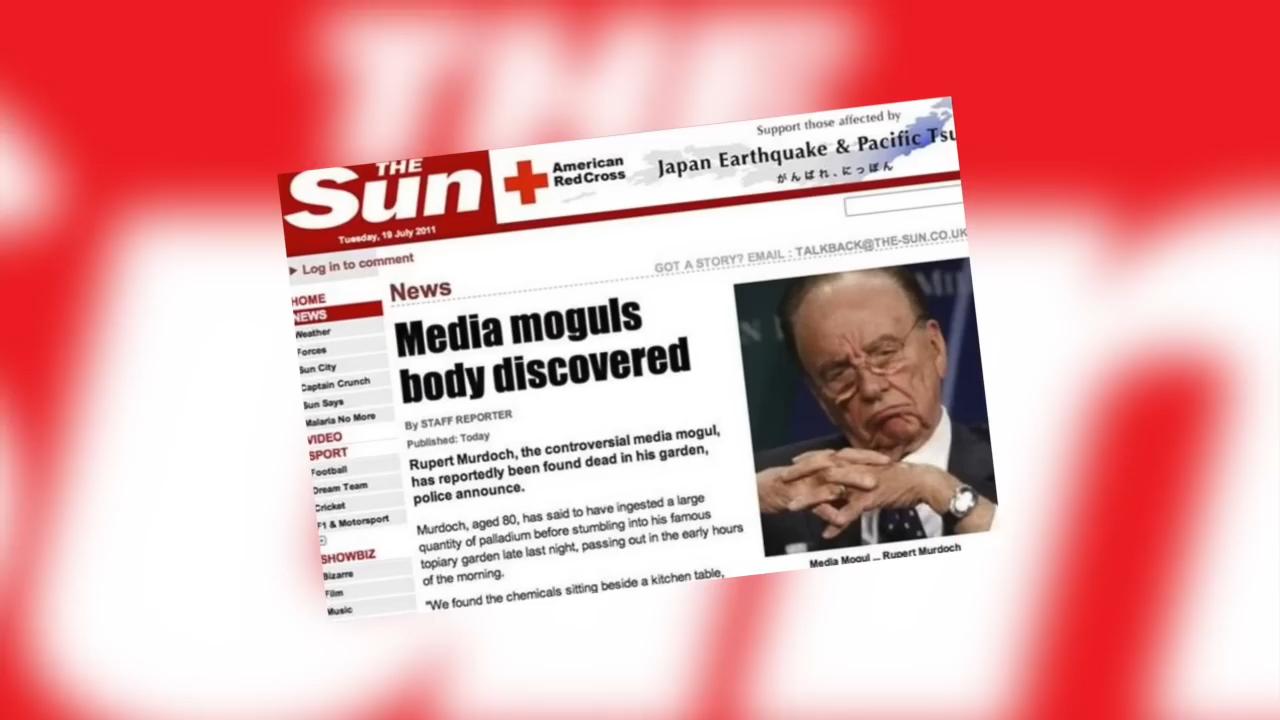 THE
Sun
Tuesday, 19 July 2011
American
Red Cross
Support those affected by
Japan Earthquake & Pacific Tsu
がんばれ、にっぽん
Log in to comment
GOT A STORY? EMAIL : TALKBACK@THE-SUN.CO.UK
HOME
NEWS
Weather
Forces
Sun City
Captain Crunch
Sun Says
Malaria No More
VIDEO
SPORT
Football
Dream Team
Cricket
F1 & Motorsport
SHOWBIZ
Bizarre
Film
Music
News
Media moguls
body discovered
By STAFF REPORTER
Published: Today
Rupert Murdoch, the controversial media mogul,
has reportedly been found dead in his garden,
police announce.
Murdoch, aged 80, has said to have ingested a large
quantity of palladium before stumbling into his famous
topiary garden late last night, passing out in the early hours
of the morning.
"We found the chemicals sitting beside a kitchen table,
Media Mogul ... Rupert Murdoch